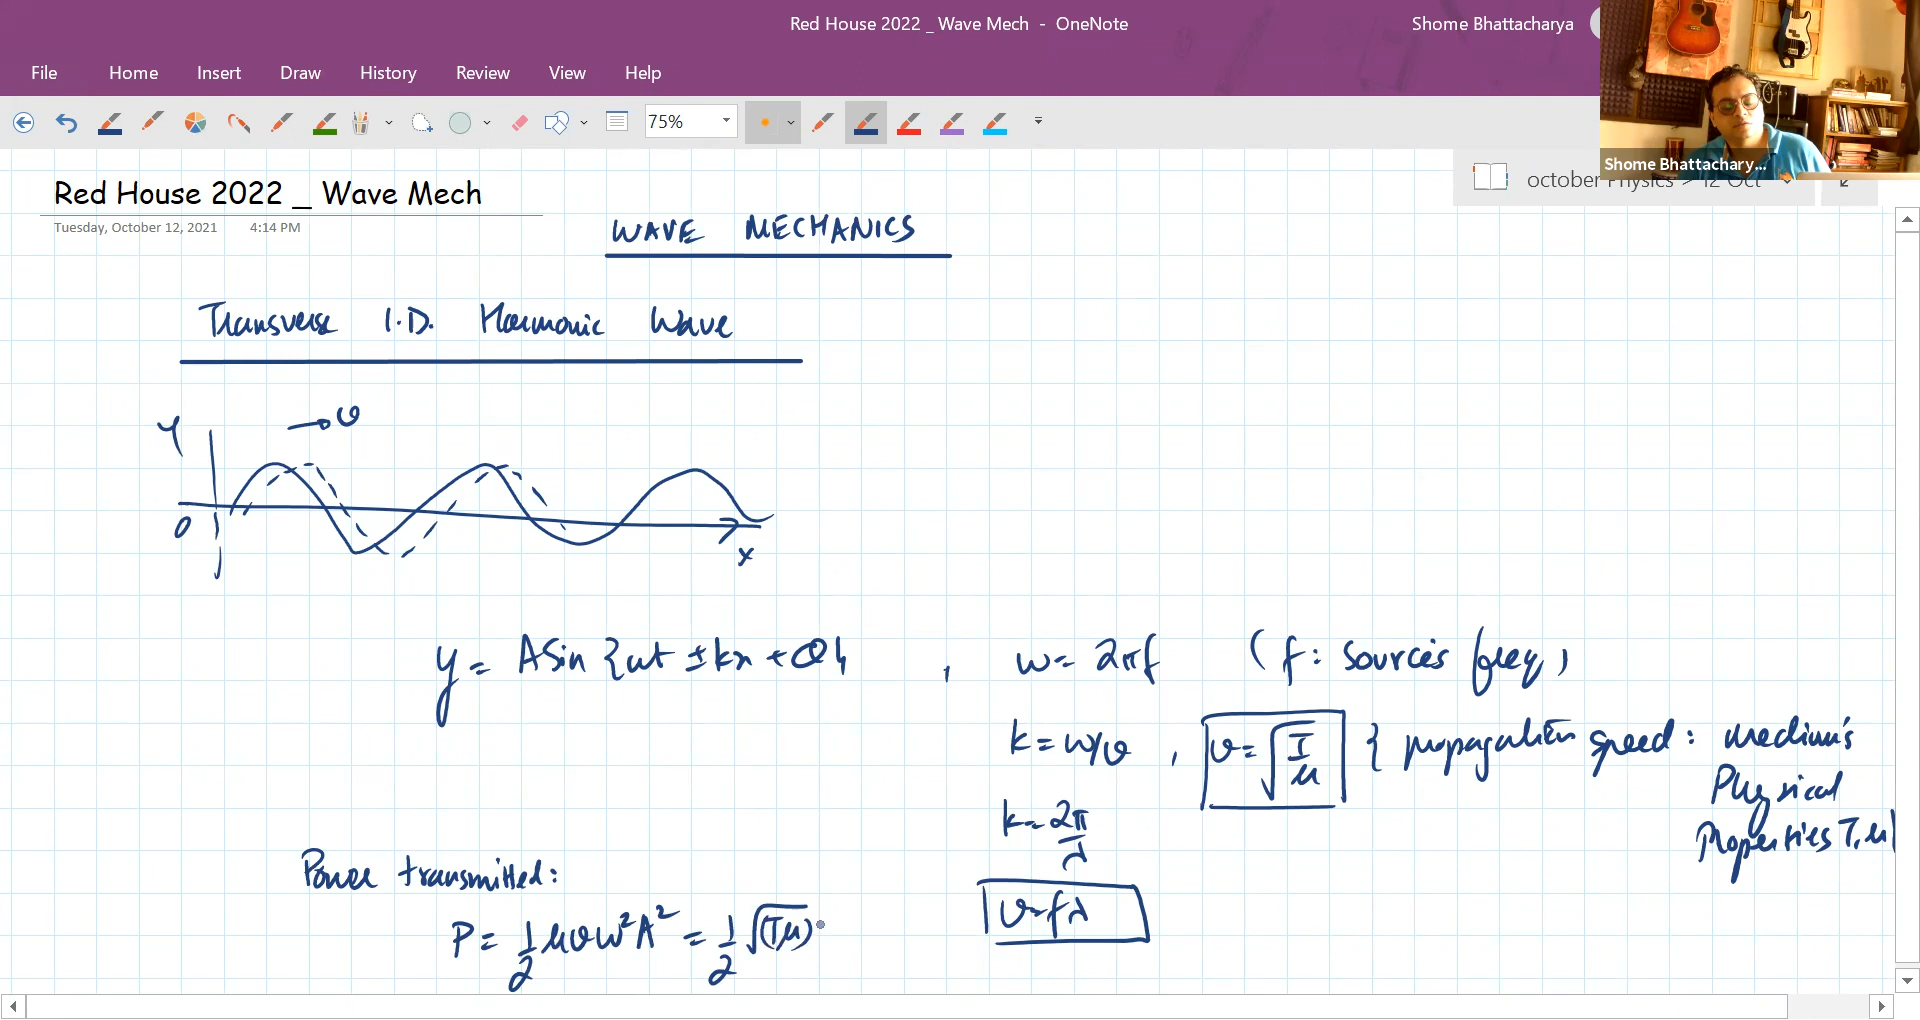 Red House 2022 _ Wave Mech - OneNote
Shome Bhattacharya
File Home Insert Draw History Review View Help
75%
Shome Bhattachary...
october Physics > 12 Oct
Red House 2022 _ Wave Mech
Tuesday, October 12, 2021 4:14 PM
WAVE MECHANICS
Transverse 1.D. Harmonic Wave
Y
→ v
O
x
y = A Sin {ωt ± kx + Ø} , ω = 2πf (f: source's freq)
k = ω/v , v = √(T/μ) { propagation speed : medium's
Physical
k = 2π/λ
Properties T, μ}
Power transmitted:
v = fλ
P = 1/2 μvω²A² = 1/2 √(Tμ)